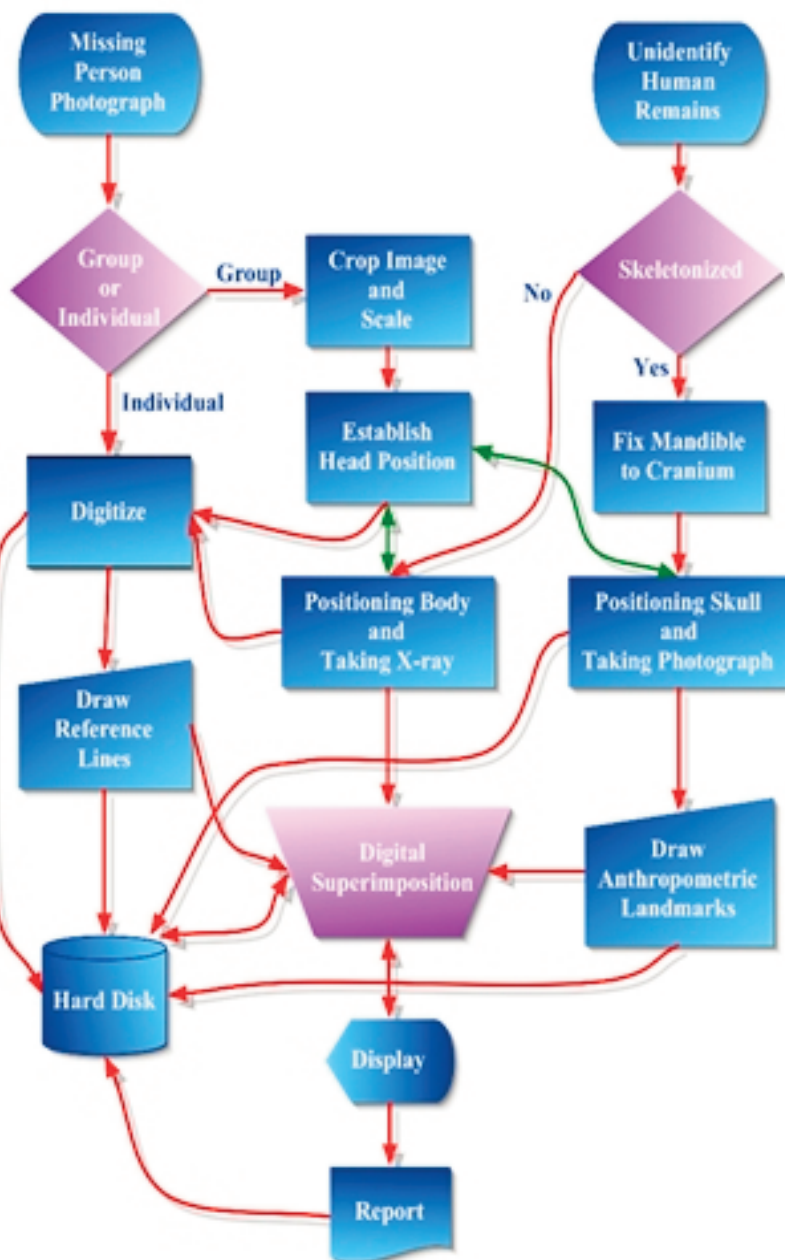 Missing
Person
Photograph
Unidentify
Human
Remains
Group
or
Individual
Group
Crop Image
and
Scale
No
Skeletonized
Yes
Individual
Establish
Head Position
Fix Mandible
to Cranium
Digitize
Positioning Body
and
Taking X-ray
Positioning Skull
and
Taking Photograph
Draw
Reference
Lines
Digital
Superimposition
Draw
Anthropometric
Landmarks
Hard Disk
Display
Report